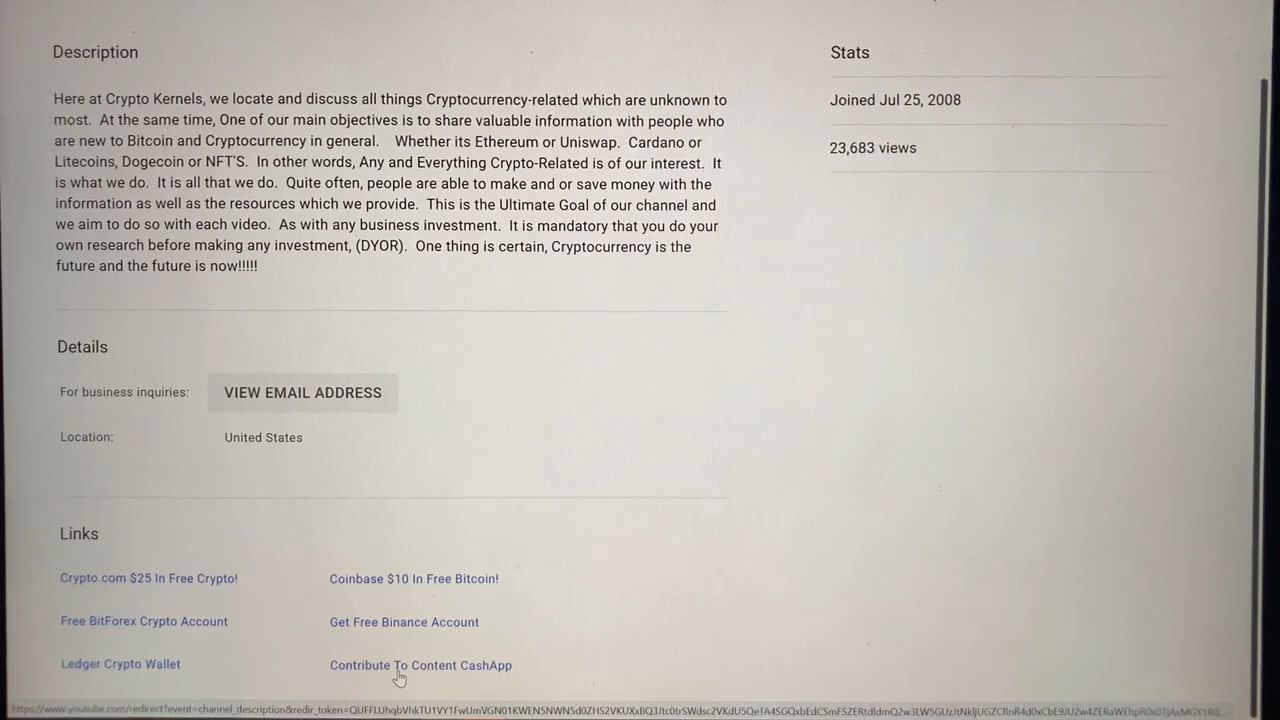 Description
Here at Crypto Kernels, we locate and discuss all things Cryptocurrency-related which are unknown to
most.  At the same time, One of our main objectives is to share valuable information with people who
are new to Bitcoin and Cryptocurrency in general.    Whether its Ethereum or Uniswap.  Cardano or
Litecoins, Dogecoin or NFT'S.  In other words, Any and Everything Crypto-Related is of our interest.  It
is what we do.  It is all that we do.  Quite often, people are able to make and or save money with the
information as well as the resources which we provide.  This is the Ultimate Goal of our channel and
we aim to do so with each video.  As with any business investment.  It is mandatory that you do your
own research before making any investment, (DYOR).  One thing is certain, Cryptocurrency is the
future and the future is now!!!!!
Stats
Joined Jul 25, 2008
23,683 views
Details
For business inquiries: VIEW EMAIL ADDRESS
Location: United States
Links
Crypto.com $25 In Free Crypto! Coinbase $10 In Free Bitcoin!
Free BitForex Crypto Account Get Free Binance Account
Ledger Crypto Wallet Contribute To Content CashApp